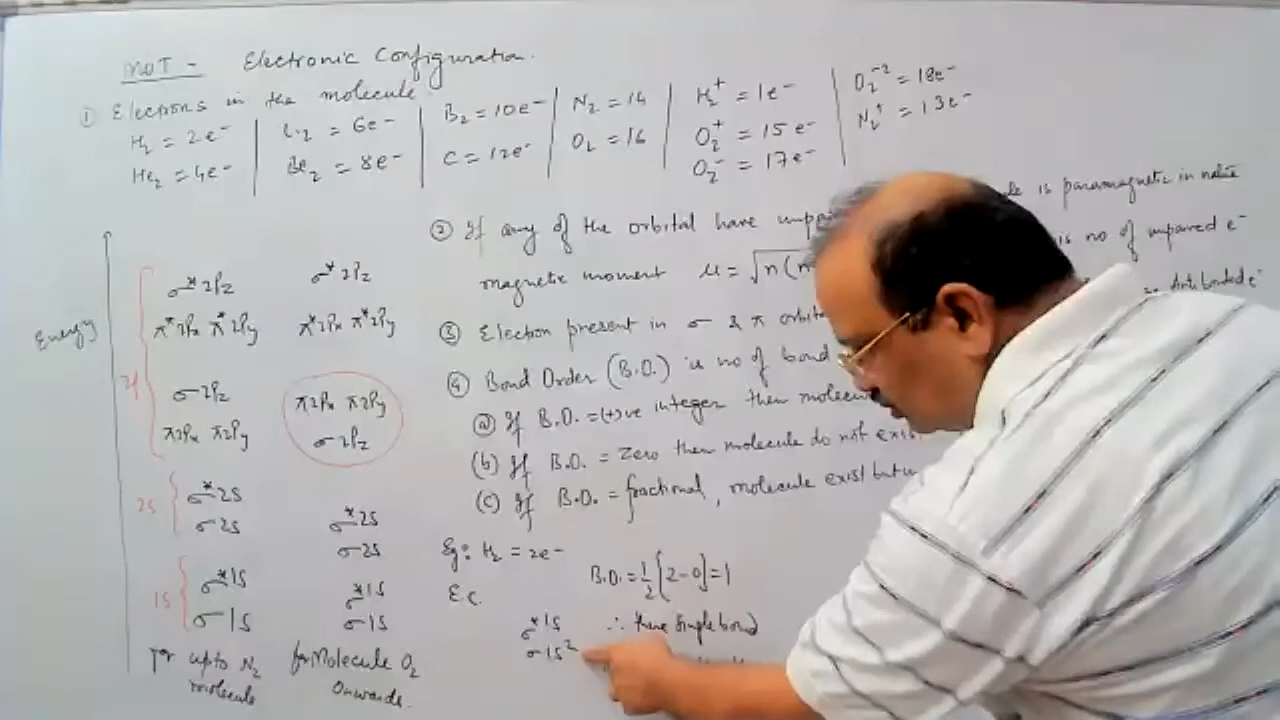 MOT - Electronic Configuration.
① Electrons in the molecule
H₂ = 2e⁻
He₂ = 4e⁻
Li₂ = 6e⁻
Be₂ = 8e⁻
B₂ = 10e⁻
C = 12e⁻
N₂ = 14
O₂ = 16
H₂⁺ = 1e⁻
O₂⁺ = 15e⁻
O₂⁻ = 17e⁻
O₂⁻² = 18e⁻
N₂⁺ = 13e⁻
Energy
2p
σ*2Pz
π*2Px π*2Py
σ2Pz
π2Px π2Py
2s
σ*2s
σ2s
1s
σ*1s
σ1s
upto N₂
molecule
σ*2Pz
π*2Px π*2Py
π2Px π2Py
σ2Pz
σ*2s
σ2s
σ*1s
σ1s
for Molecule O₂
Onwards.
② If any of the orbital have is paramagnetic in nature
magnetic moment μ = √n(n is no of unpaired e⁻
③ Electron present in σ & π
④ Bond Order (B.O.) is no of bond
ⓐ If B.O. = (+)ve integer then
(b) If B.O. = Zero then molecule do not
(c) If B.O. = fractional, molecule exist but
Eg: H₂ = 2e⁻
E.C.
σ*1s
σ1s²
B.O. = ½[2-0] = 1
∴ have Single bond